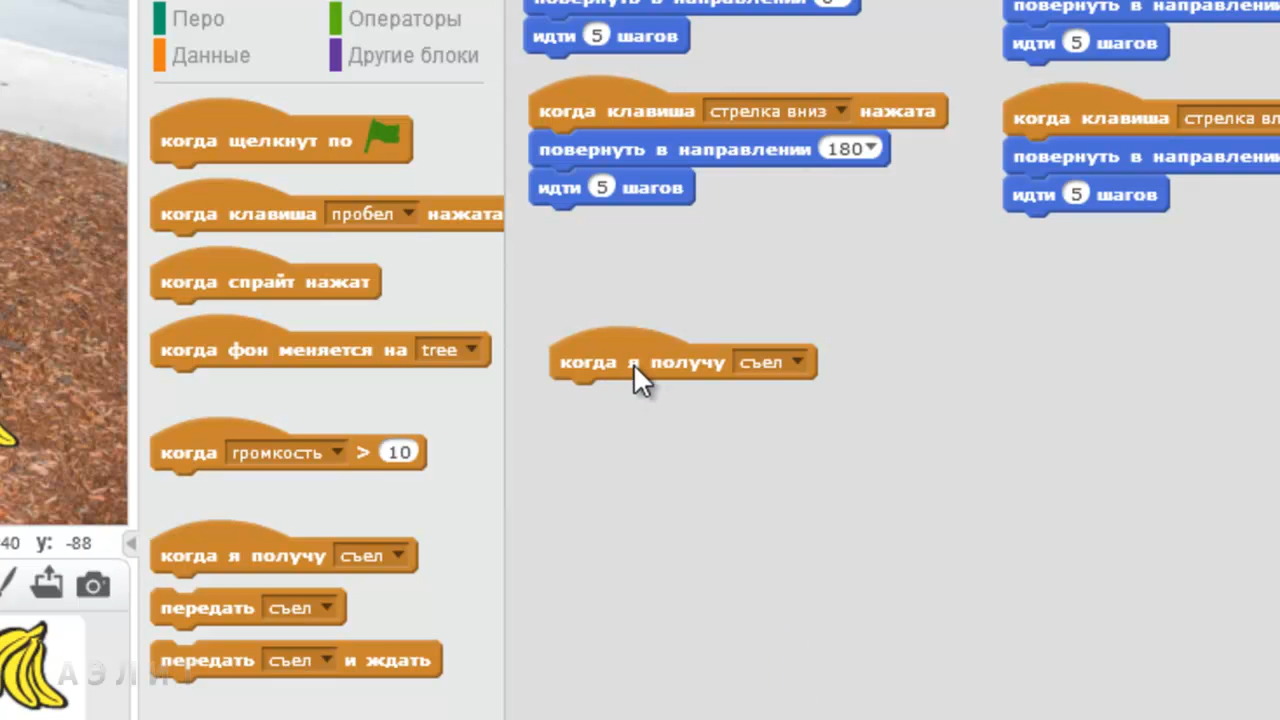 Перо
Операторы
Данные
Другие блоки
когда щелкнут по
когда клавиша пробел нажата
когда спрайт нажат
когда фон меняется на tree
когда громкость > 10
когда я получу съел
передать съел
передать съел и ждать
40 y: -88
повернуть в направлении
идти 5 шагов
когда клавиша стрелка вниз нажата
повернуть в направлении 180
идти 5 шагов
когда я получу съел
повернуть в направлени
идти 5 шагов
когда клавиша стрелка вл
повернуть в направлени
идти 5 шагов